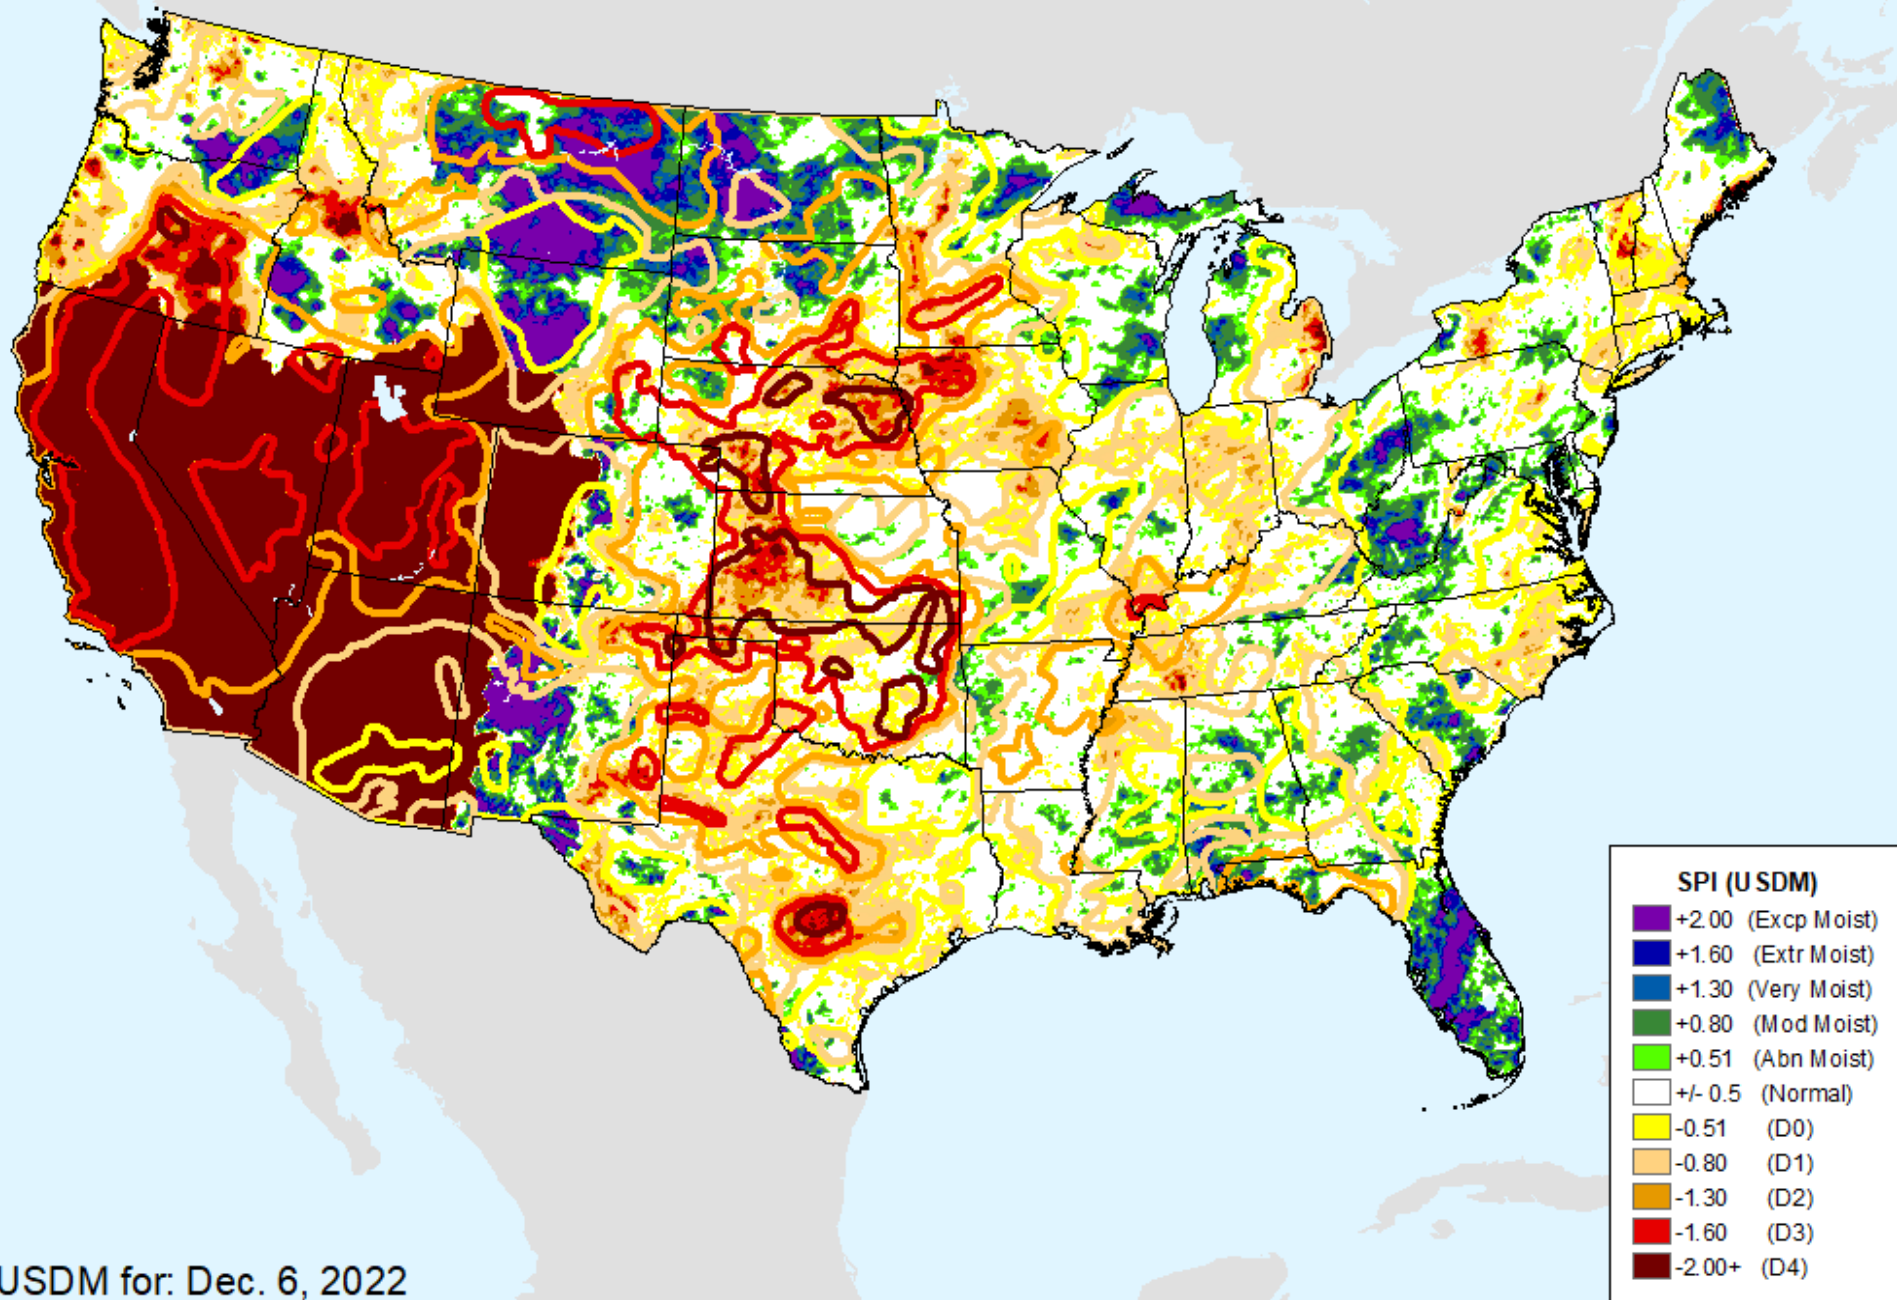 SPI (USDM)
+2.00 (Excp Moist)
+1.60 (Extr Moist)
+1.30 (Very Moist)
+0.80 (Mod Moist)
+0.51 (Abn Moist)
+/- 0.5 (Normal)
-0.51 (D0)
-0.80 (D1)
-1.30 (D2)
-1.60 (D3)
-2.00+ (D4)
USDM for: Dec. 6, 2022